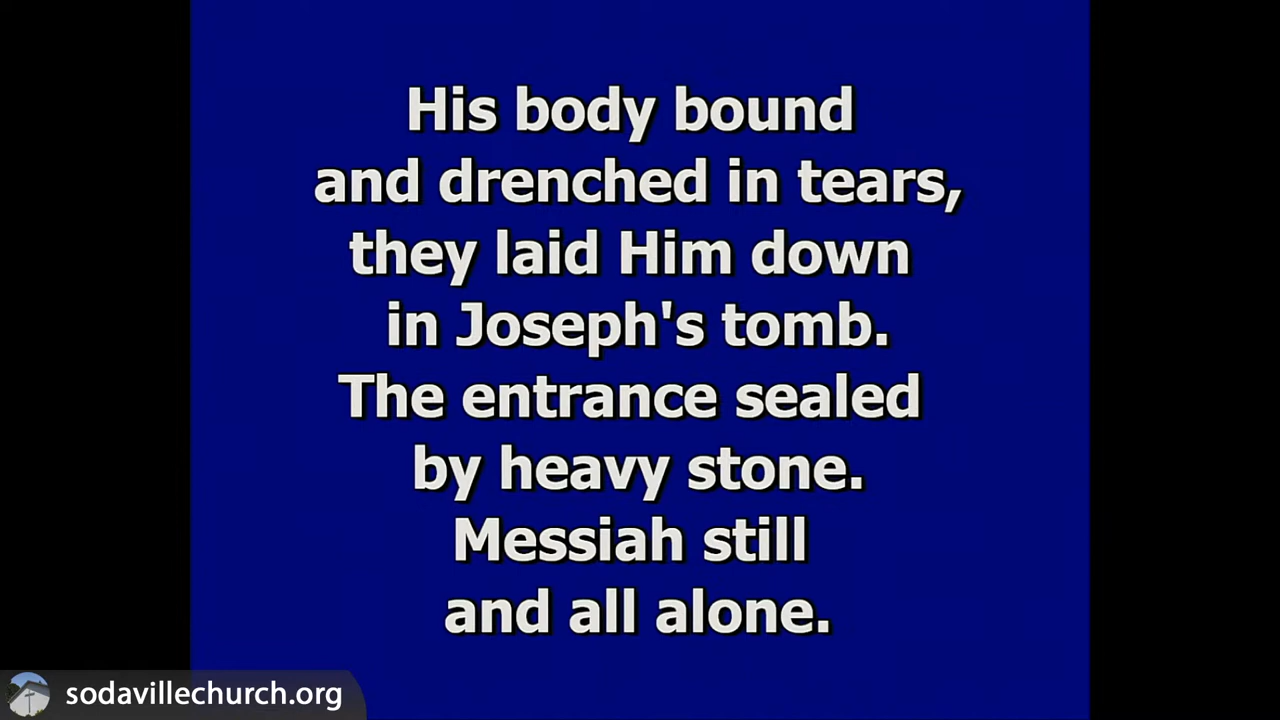 His body bound
and drenched in tears,
they laid Him down
in Joseph's tomb.
The entrance sealed
by heavy stone.
Messiah still
and all alone.
sodavillechurch.org